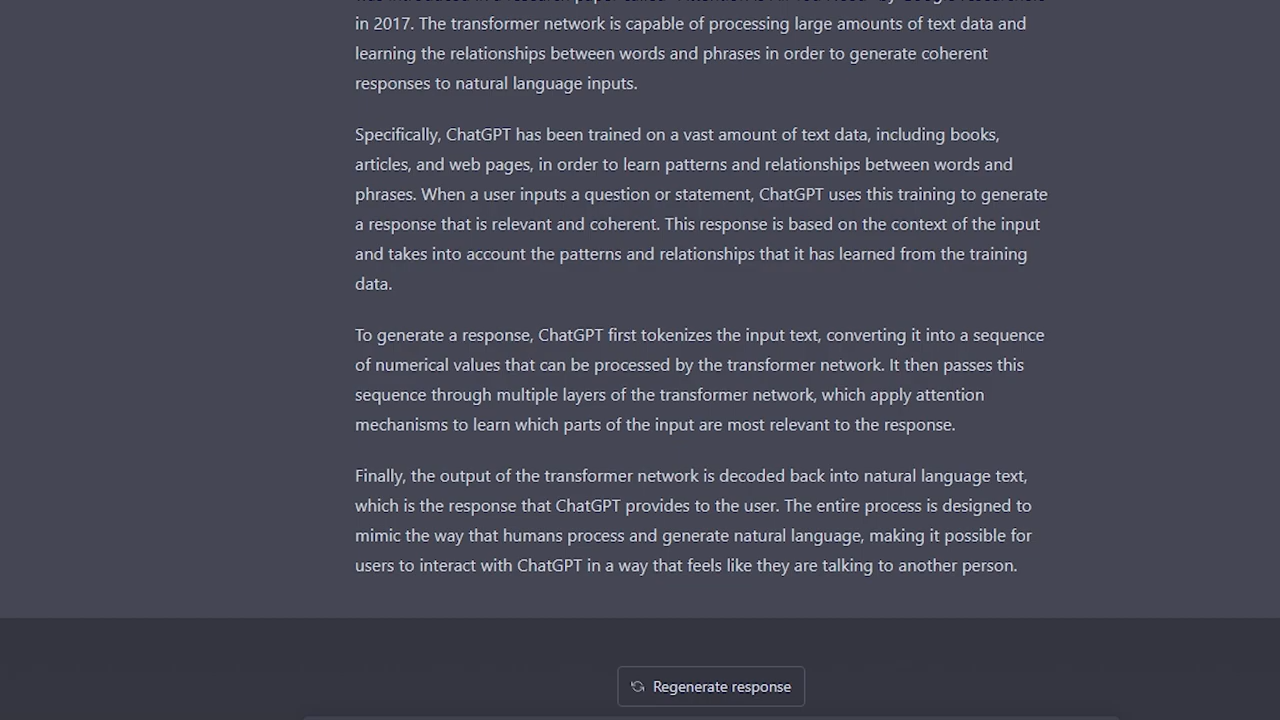 in 2017. The transformer network is capable of processing large amounts of text data and
learning the relationships between words and phrases in order to generate coherent
responses to natural language inputs.
Specifically, ChatGPT has been trained on a vast amount of text data, including books,
articles, and web pages, in order to learn patterns and relationships between words and
phrases. When a user inputs a question or statement, ChatGPT uses this training to generate
a response that is relevant and coherent. This response is based on the context of the input
and takes into account the patterns and relationships that it has learned from the training
data.
To generate a response, ChatGPT first tokenizes the input text, converting it into a sequence
of numerical values that can be processed by the transformer network. It then passes this
sequence through multiple layers of the transformer network, which apply attention
mechanisms to learn which parts of the input are most relevant to the response.
Finally, the output of the transformer network is decoded back into natural language text,
which is the response that ChatGPT provides to the user. The entire process is designed to
mimic the way that humans process and generate natural language, making it possible for
users to interact with ChatGPT in a way that feels like they are talking to another person.
Regenerate response